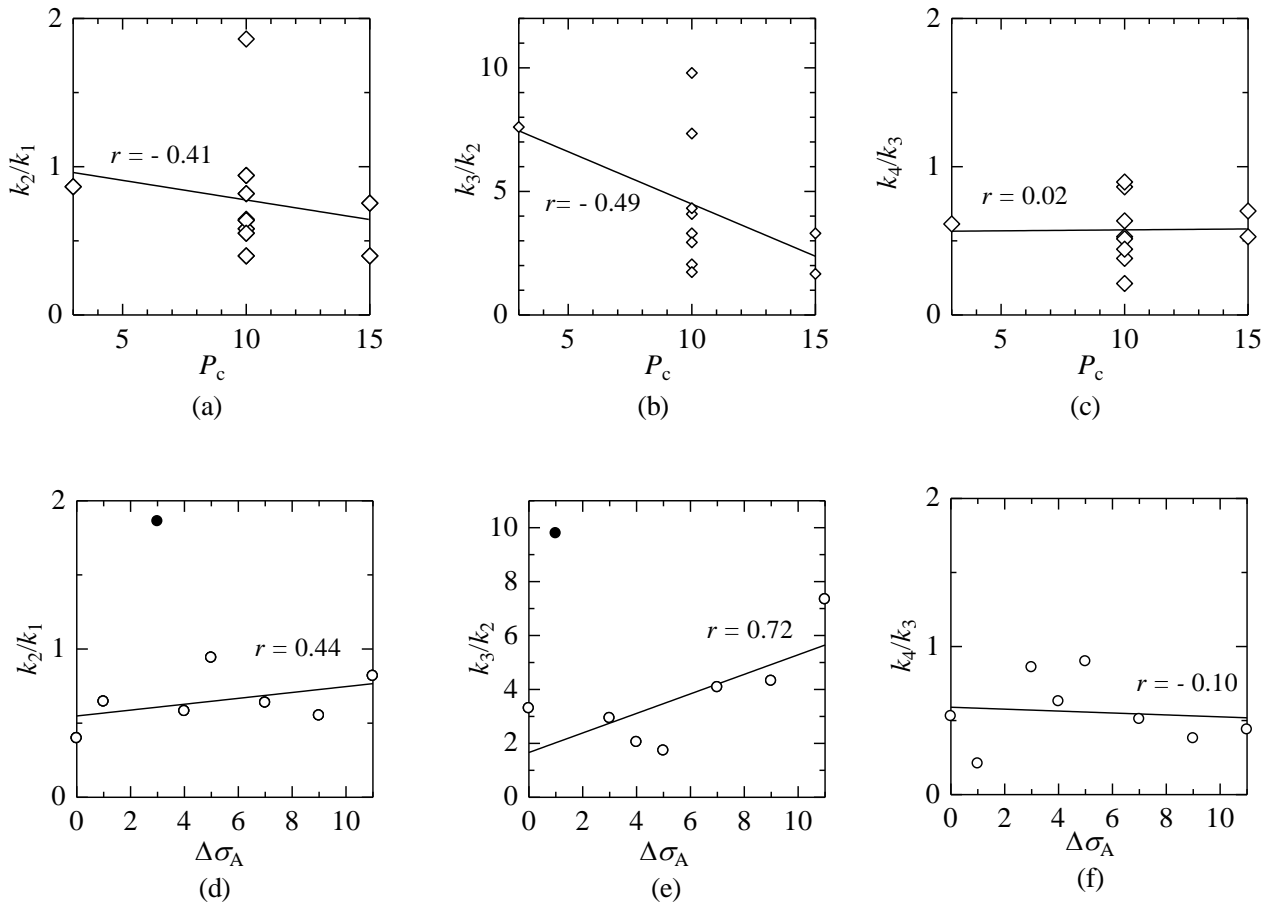 2
1
0
k2/k1
r = - 0.41
5
10
15
Pc
(a)
10
5
0
k3/k2
r= - 0.49
5
10
15
Pc
(b)
2
1
0
k4/k3
r = 0.02
5
10
15
Pc
(c)
2
1
0
k2/k1
r = 0.44
0 2 4 6 8 10
ΔσA
(d)
10
8
6
4
2
0
k3/k2
r = 0.72
0 2 4 6 8 10
ΔσA
(e)
2
1
0
k4/k3
r = - 0.10
0 2 4 6 8 10
ΔσA
(f)